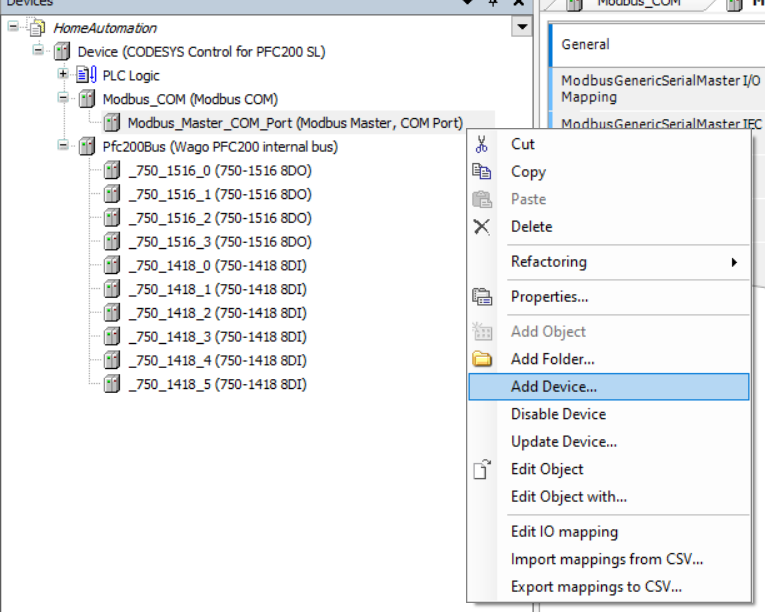 Devices
Modbus_COM
HomeAutomation
Device (CODESYS Control for PFC200 SL)
PLC Logic
Modbus_COM (Modbus COM)
Modbus_Master_COM_Port (Modbus Master, COM Port)
Pfc200Bus (Wago PFC200 internal bus)
_750_1516_0 (750-1516 8DO)
_750_1516_1 (750-1516 8DO)
_750_1516_2 (750-1516 8DO)
_750_1516_3 (750-1516 8DO)
_750_1418_0 (750-1418 8DI)
_750_1418_1 (750-1418 8DI)
_750_1418_2 (750-1418 8DI)
_750_1418_3 (750-1418 8DI)
_750_1418_4 (750-1418 8DI)
_750_1418_5 (750-1418 8DI)
General
ModbusGenericSerialMaster I/O
Mapping
ModbusGenericSerialMaster IEC
Cut
Copy
Paste
Delete
Refactoring
Properties...
Add Object
Add Folder...
Add Device...
Disable Device
Update Device...
Edit Object
Edit Object with...
Edit IO mapping
Import mappings from CSV...
Export mappings to CSV...